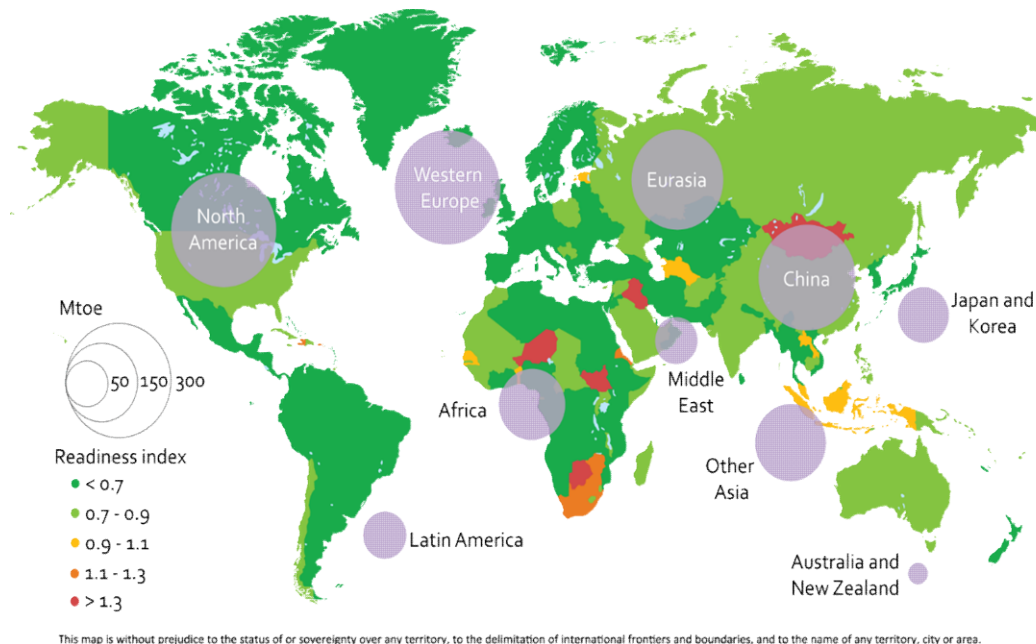 Western
Europe
Eurasia
North
America
China
Japan and
Korea
Mtoe
50 150 300
Middle
East
Africa
Readiness index
< 0.7
0.7 - 0.9
0.9 - 1.1
1.1 - 1.3
> 1.3
Other
Asia
Latin America
Australia and
New Zealand
This map is without prejudice to the status of or sovereignty over any territory, to the delimitation of international frontiers and boundaries, and to the name of any territory, city or area.